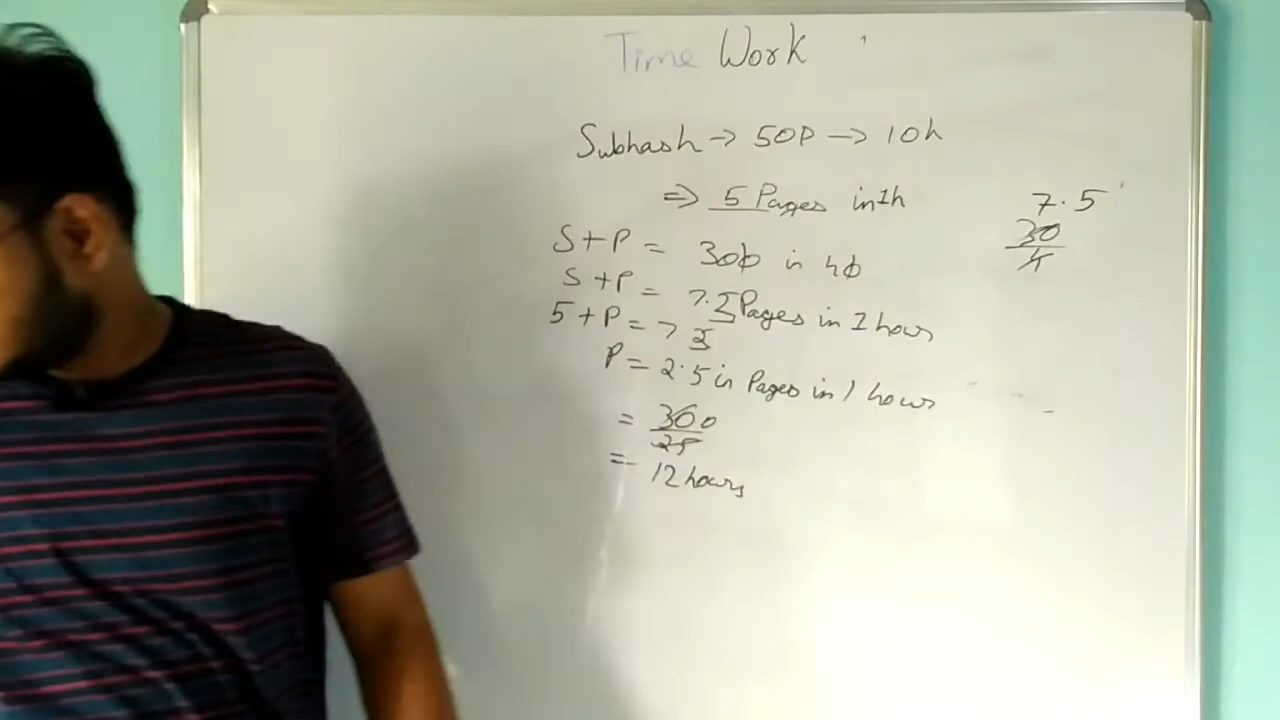 Time Work
Subhash → 50P → 10h
⇒ 5 Pages in 1h
7.5
30
4
S+P = 30p in 4h
S+P = 7.5 Pages in 1 hour
5+P = 7.5
P = 2.5 in Pages in 1 hours
= 300
25
= 12 hours